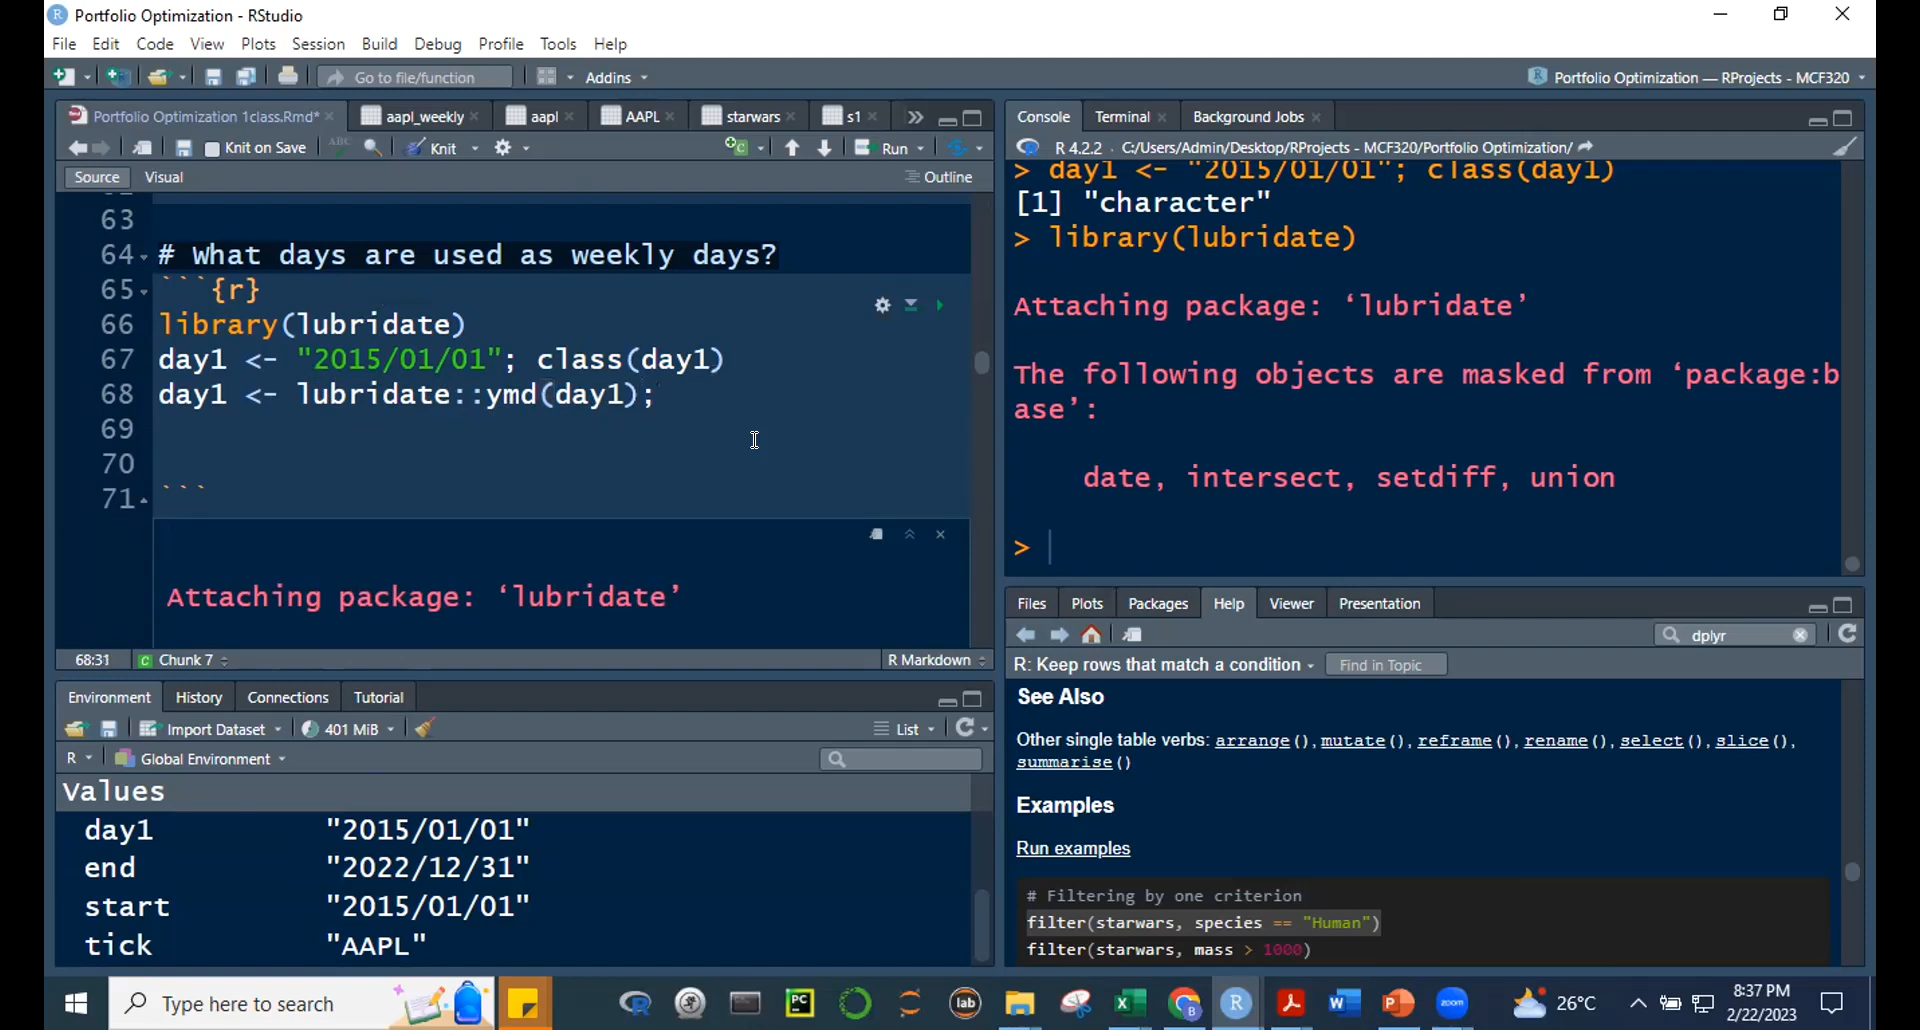 Portfolio Optimization - RStudio
File Edit Code View Plots Session Build Debug Profile Tools Help
Go to file/function Addins Portfolio Optimization — RProjects - MCF320
Portfolio Optimization 1class.Rmd* aapl_weekly aapl AAPL starwars s1
Knit on Save Knit Run
Source Visual Outline
63
64 # What days are used as weekly days?
65 ```{r}
66 library(lubridate)
67 day1 <- "2015/01/01"; class(day1)
68 day1 <- lubridate::ymd(day1);
69
70
71 ```
Attaching package: ‘lubridate’
68:31 Chunk 7 R Markdown
Console Terminal Background Jobs
R 4.2.2 . C:/Users/Admin/Desktop/RProjects - MCF320/Portfolio Optimization/
> day1 <- "2015/01/01"; class(day1)
[1] "character"
> library(lubridate)
Attaching package: ‘lubridate’
The following objects are masked from ‘package:b
ase’:
date, intersect, setdiff, union
>
Environment History Connections Tutorial
Import Dataset 401 MiB List
R Global Environment
Values
day1 "2015/01/01"
end "2022/12/31"
start "2015/01/01"
tick "AAPL"
Files Plots Packages Help Viewer Presentation
dplyr
R: Keep rows that match a condition Find in Topic
See Also
Other single table verbs: arrange(), mutate(), reframe(), rename(), select(), slice(),
summarise()
Examples
Run examples
# Filtering by one criterion
filter(starwars, species == "Human")
filter(starwars, mass > 1000)
Type here to search
PC
lab
zoom
26°C
8:37 PM
2/22/2023